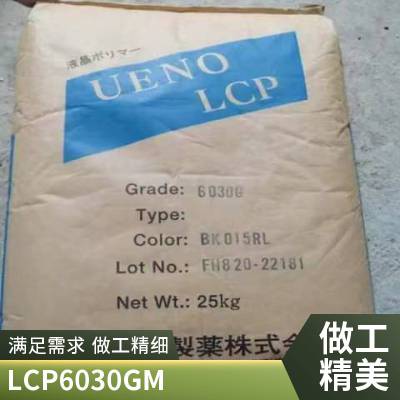 液晶ポリマー
UENO
LCP
Grade: 6030G
Type:
Color: BK015RL
Lot No.: FH820-22181
Net Wt.: 25kg
製薬株式会
满足需求 做工精细
LCP6030GM
做工
精美